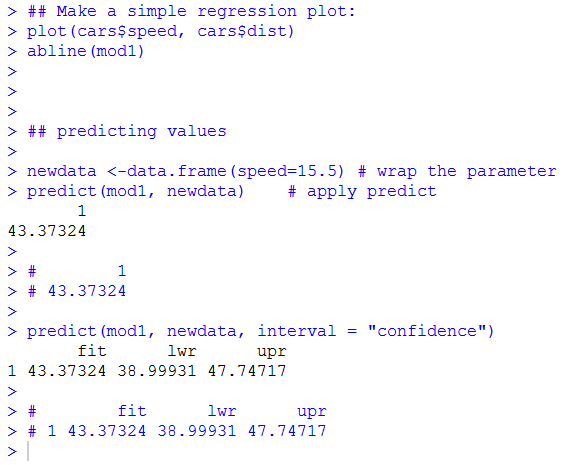 > ## Make a simple regression plot:
> plot(cars$speed, cars$dist)
> abline(mod1)
>
>
>
> ## predicting values
>
> newdata <-data.frame(speed=15.5) # wrap the parameter
> predict(mod1, newdata)    # apply predict
       1
43.37324
>
> #        1
> # 43.37324
>
> predict(mod1, newdata, interval = "confidence")
       fit      lwr      upr
1 43.37324 38.99931 47.74717
>
> #        fit      lwr      upr
> # 1 43.37324 38.99931 47.74717
>